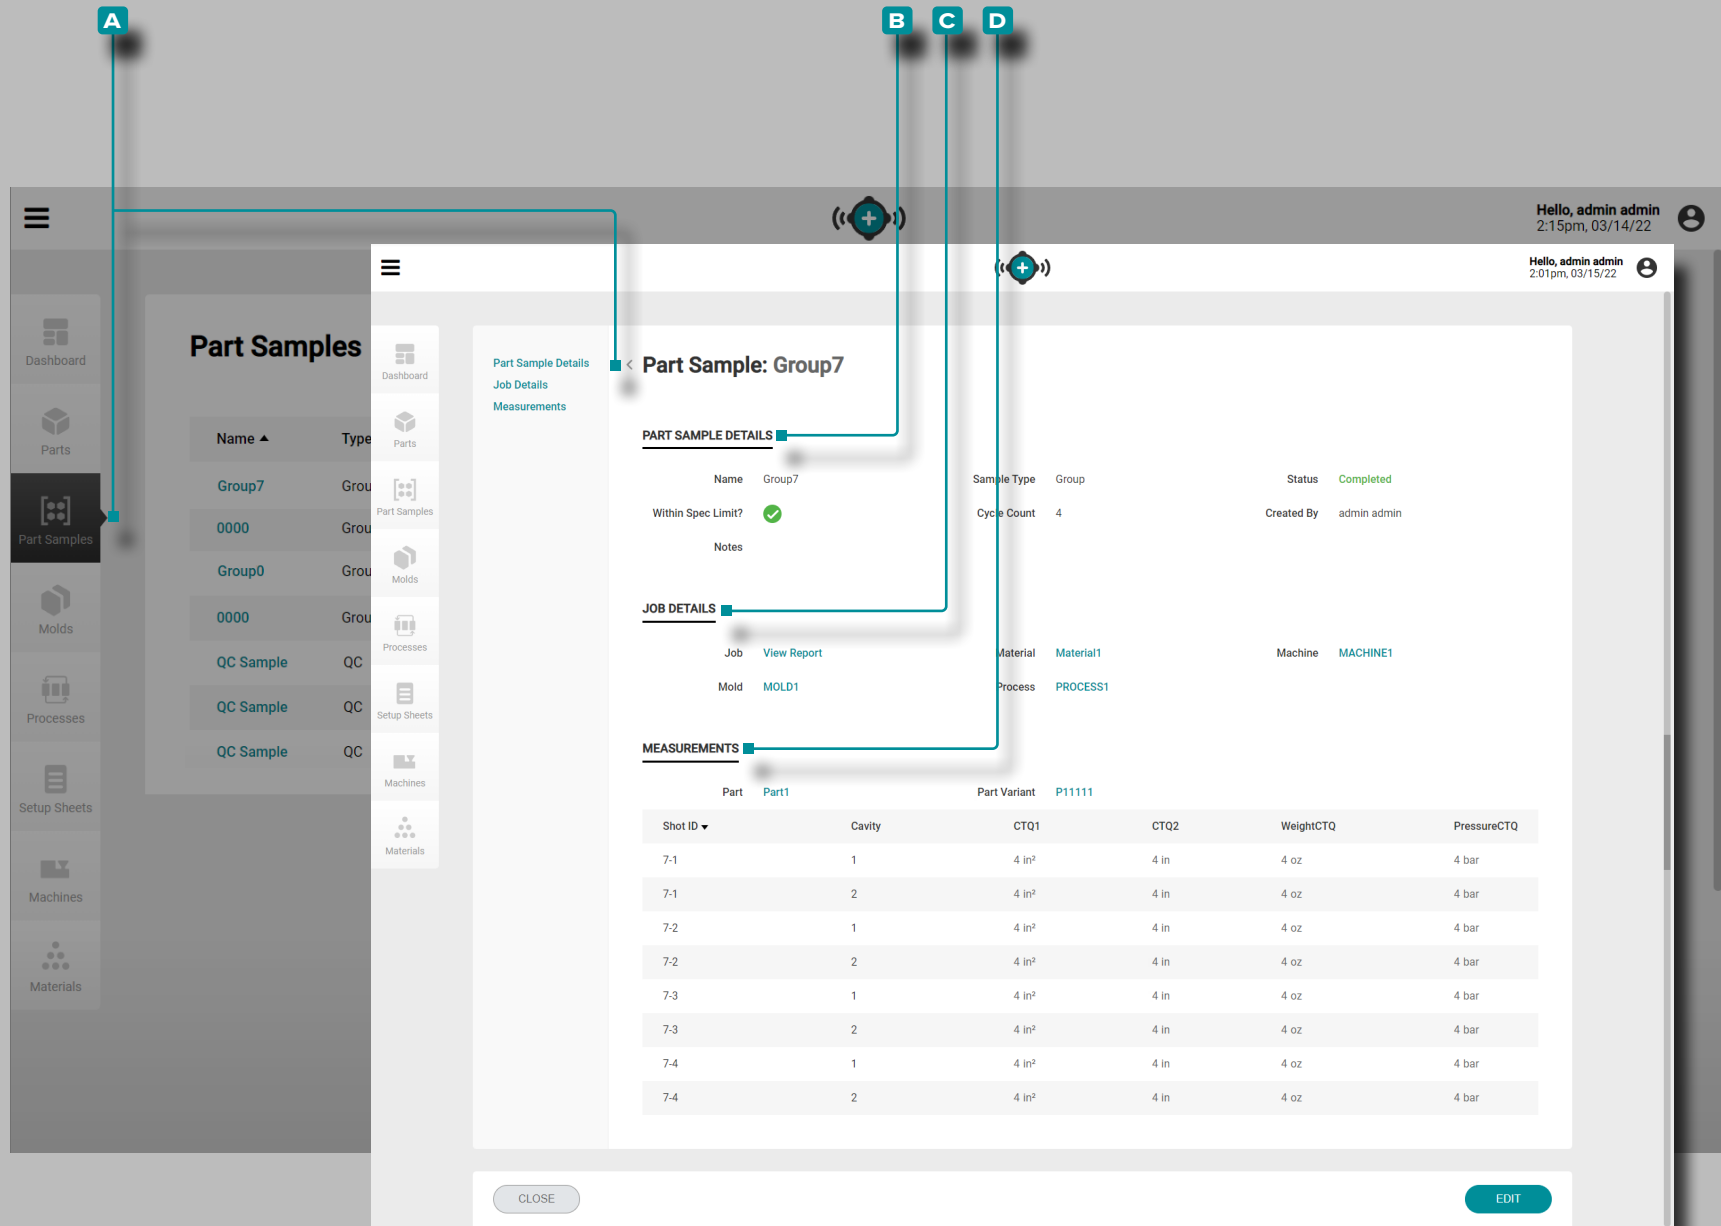 A
B
C
D
Hello, admin admin
2:15pm, 03/14/22
Dashboard
Parts
Part Samples
Molds
Processes
Setup Sheets
Machines
Materials
Part Samples
Name Type
Group7 Grou
0000 Grou
Group0 Grou
0000 Grou
QC Sample QC
QC Sample QC
QC Sample QC
Hello, admin admin
2:01pm, 03/15/22
Dashboard
Parts
Part Samples
Molds
Processes
Setup Sheets
Machines
Materials
Part Sample Details
Job Details
Measurements
< Part Sample: Group7
PART SAMPLE DETAILS
Name Group7 Sample Type Group Status Completed
Within Spec Limit? Cycle Count 4 Created By admin admin
Notes
JOB DETAILS
Job View Report Material Material1 Machine MACHINE1
Mold MOLD1 Process PROCESS1
MEASUREMENTS
Part Part1 Part Variant P11111
Shot ID Cavity CTQ1 CTQ2 WeightCTQ PressureCTQ
7-1 1 4 in² 4 in 4 oz 4 bar
7-1 2 4 in² 4 in 4 oz 4 bar
7-2 1 4 in² 4 in 4 oz 4 bar
7-2 2 4 in² 4 in 4 oz 4 bar
7-3 1 4 in² 4 in 4 oz 4 bar
7-3 2 4 in² 4 in 4 oz 4 bar
7-4 1 4 in² 4 in 4 oz 4 bar
7-4 2 4 in² 4 in 4 oz 4 bar
CLOSE
EDIT